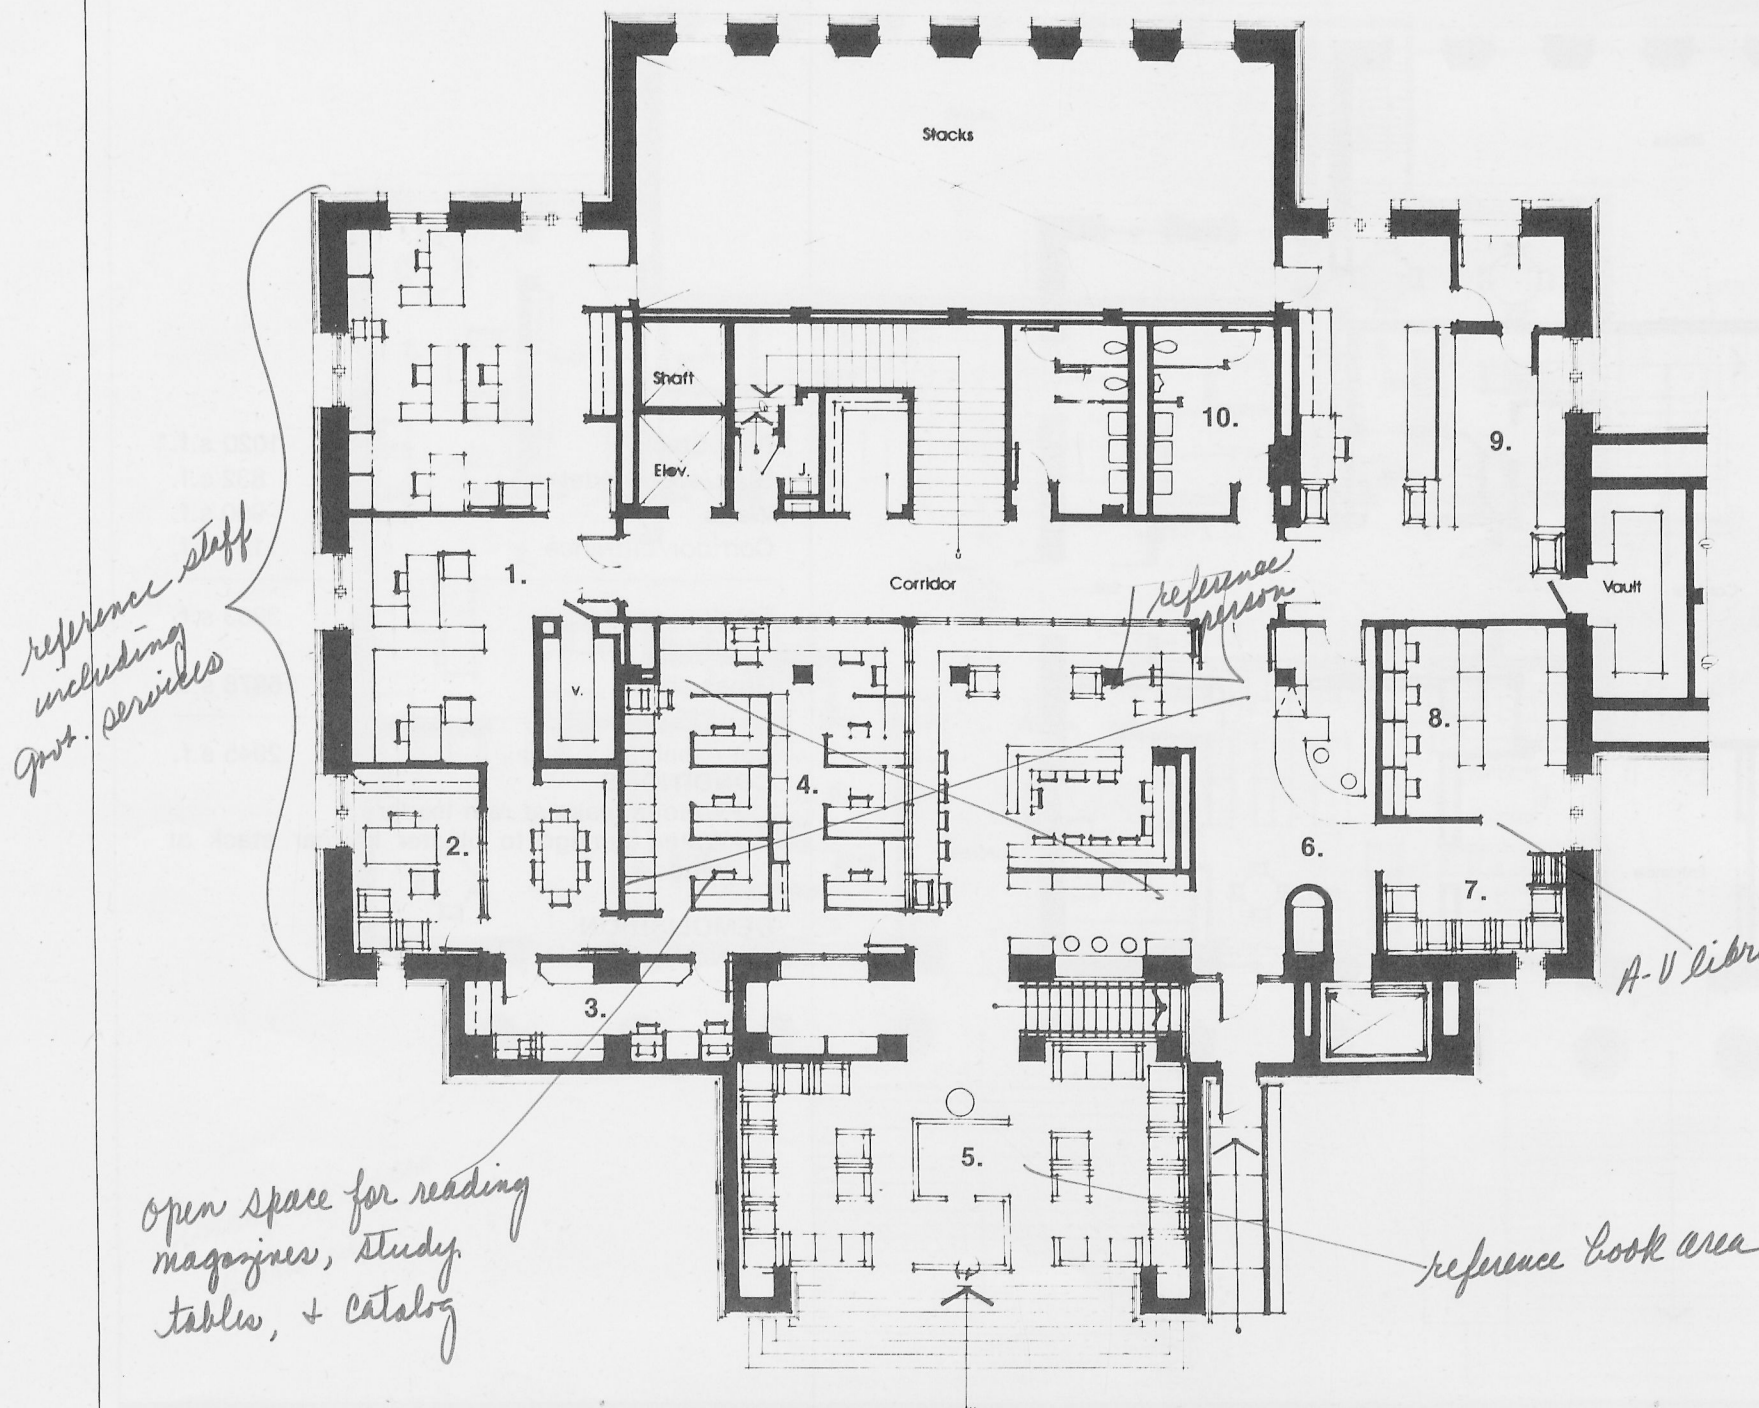 Stacks
Shaft
Elev.
J.
10.
9.
reference staff
including
Govt. services
1.
Corridor
reference
person
Vault
v.
8.
4.
2.
6.
7.
A-V libr
3.
5.
open space for reading
magazines, study
tables, + catalog
reference book area